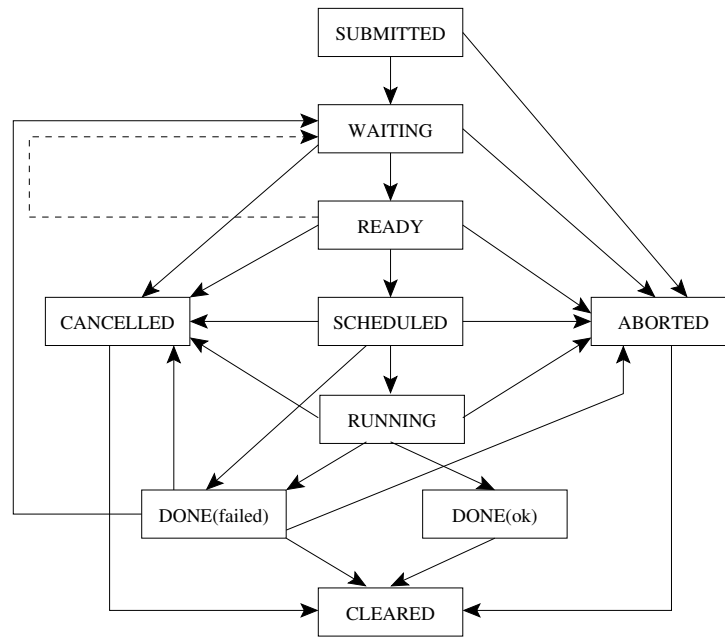 SUBMITTED
WAITING
READY
CANCELLED
SCHEDULED
ABORTED
RUNNING
DONE(failed)
DONE(ok)
CLEARED